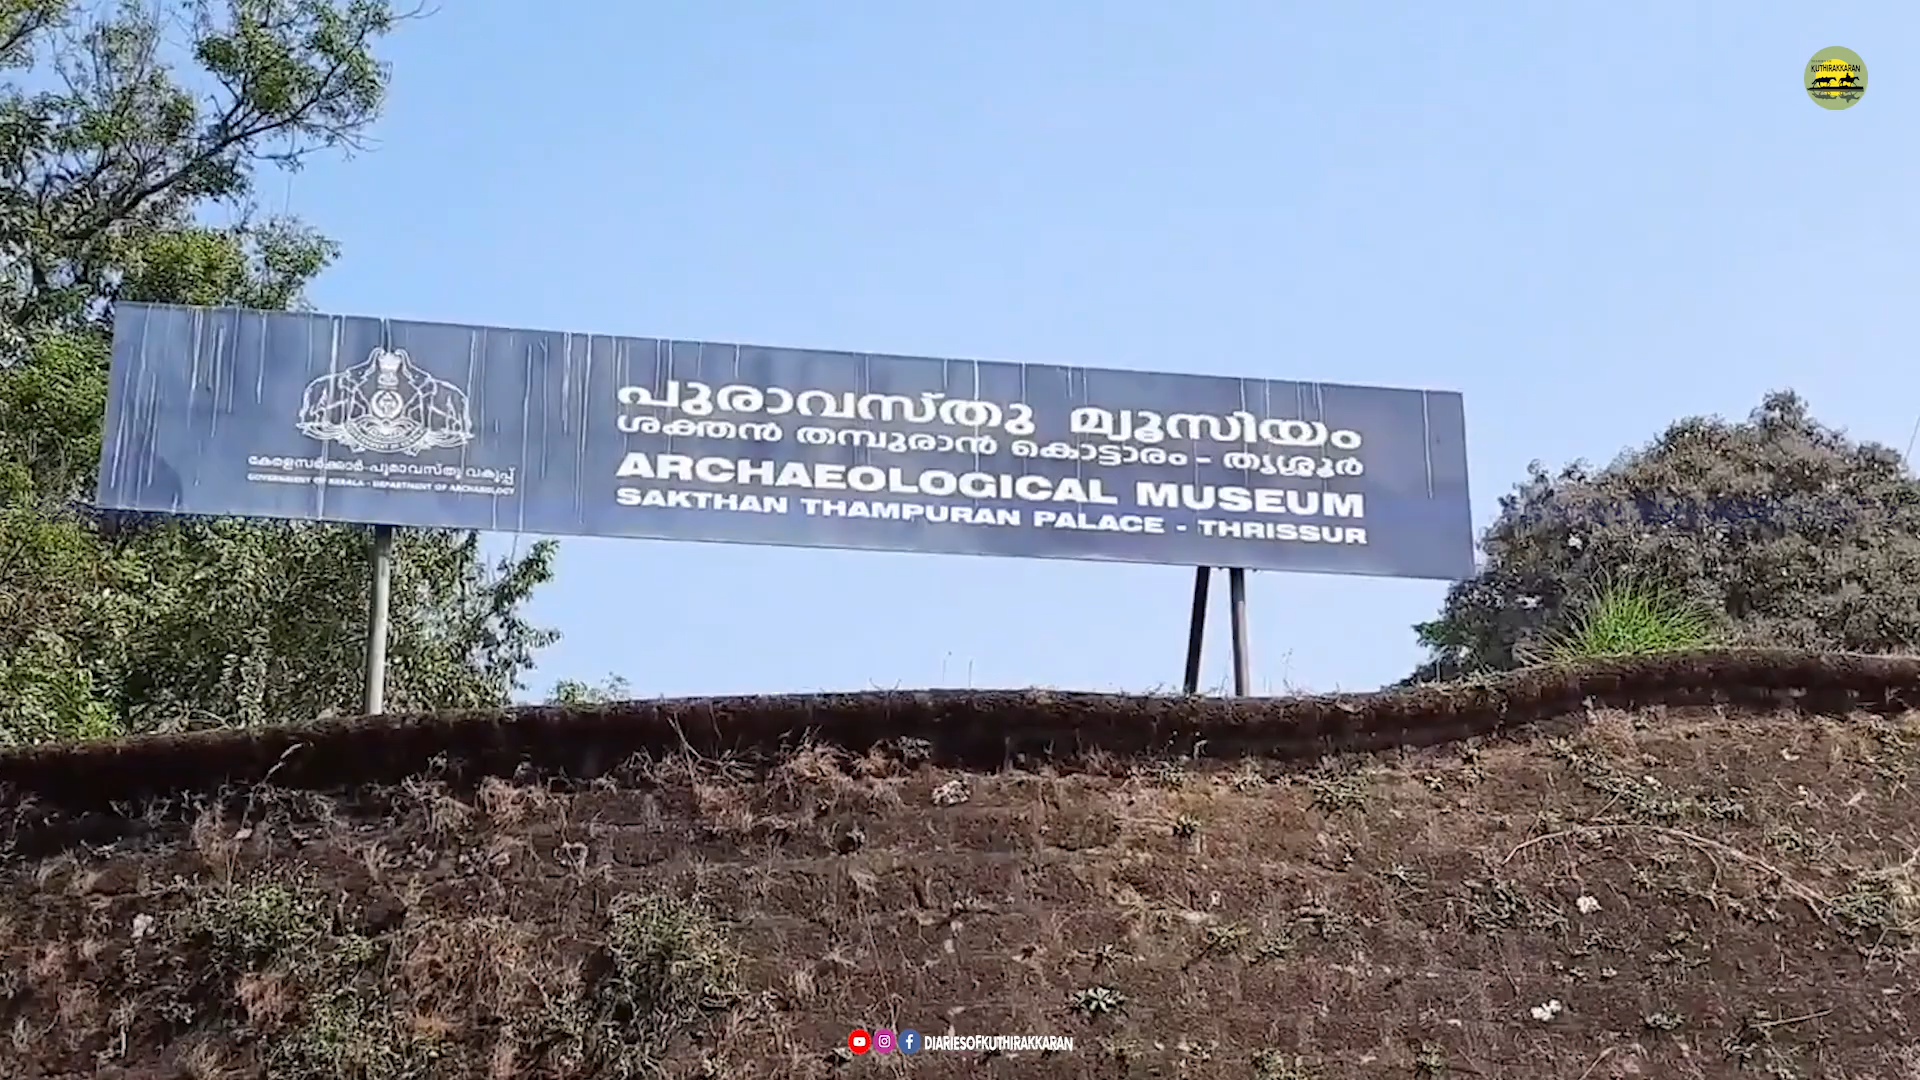 KUTHIRAKKARAN
പുരാവസ്തു മ്യൂസിയം
ശക്തൻ തമ്പുരാൻ കൊട്ടാരം - തൃശ്ശൂർ
ARCHAEOLOGICAL MUSEUM
SAKTHAN THAMPURAN PALACE - THRISSUR
കേരളസർക്കാർ-പുരാവസ്തു വകുപ്പ്
GOVERNMENT OF KERALA - DEPARTMENT OF ARCHAEOLOGY
DIARIESOFKUTHIRAKKARAN